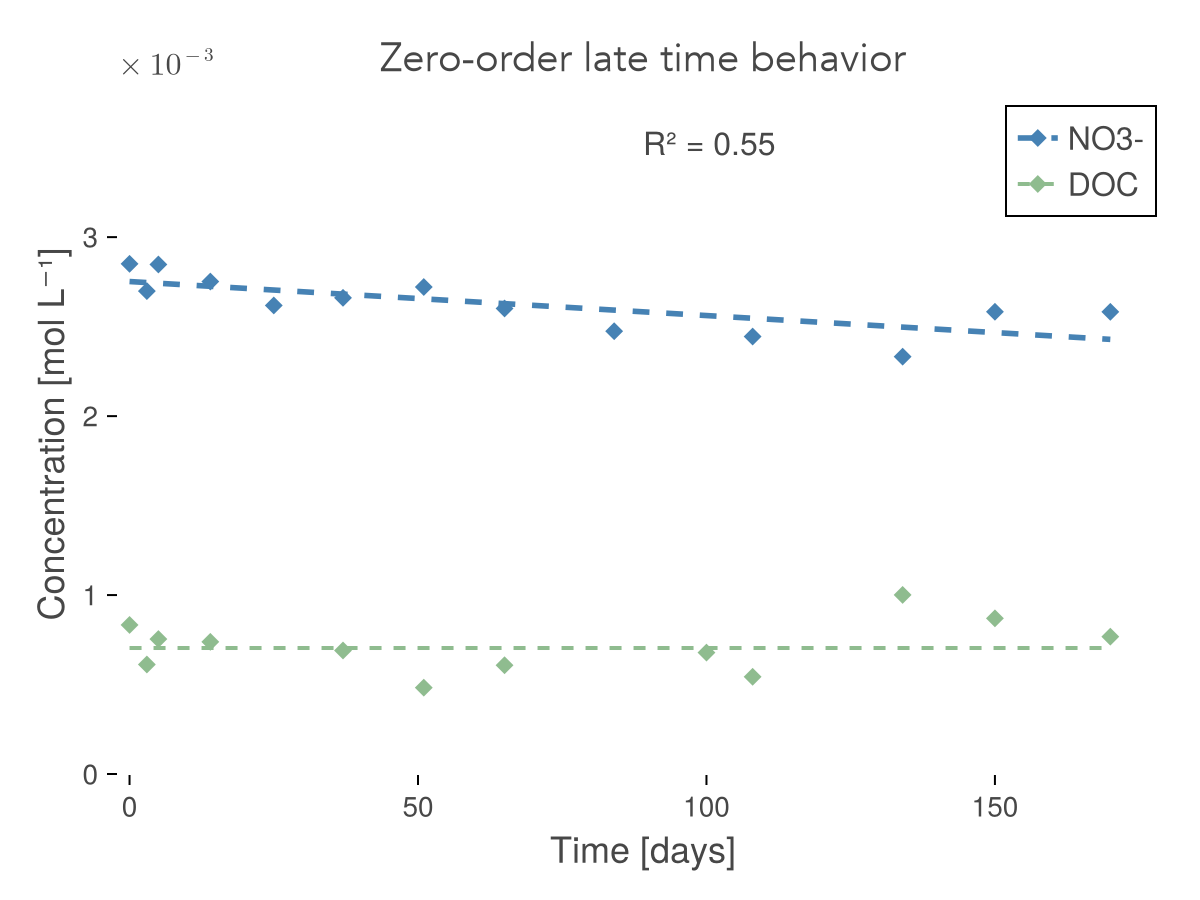 × 10⁻³
Zero-order late time behavior
R² = 0.55
NO3-
DOC
Concentration [mol L⁻¹]
3
2
1
0
0 50 100 150
Time [days]